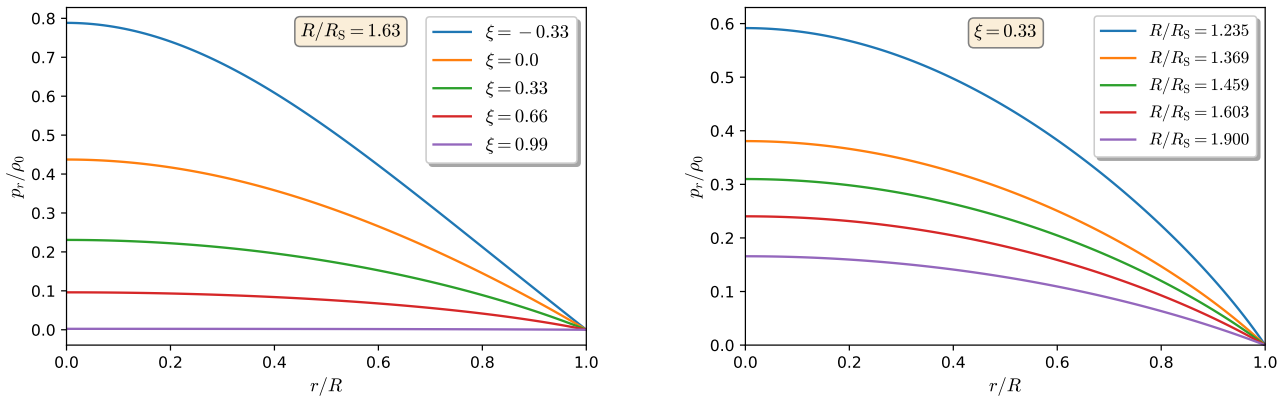 R/R_S = 1.63
ξ = −0.33
ξ = 0.0
ξ = 0.33
ξ = 0.66
ξ = 0.99
0.8
0.7
0.6
0.5
0.4
0.3
0.2
0.1
0.0
p_r/ρ_0
0.0 0.2 0.4 0.6 0.8 1.0
r/R
ξ = 0.33
R/R_S = 1.235
R/R_S = 1.369
R/R_S = 1.459
R/R_S = 1.603
R/R_S = 1.900
0.6
0.5
0.4
0.3
0.2
0.1
0.0
p_r/ρ_0
0.0 0.2 0.4 0.6 0.8 1.0
r/R